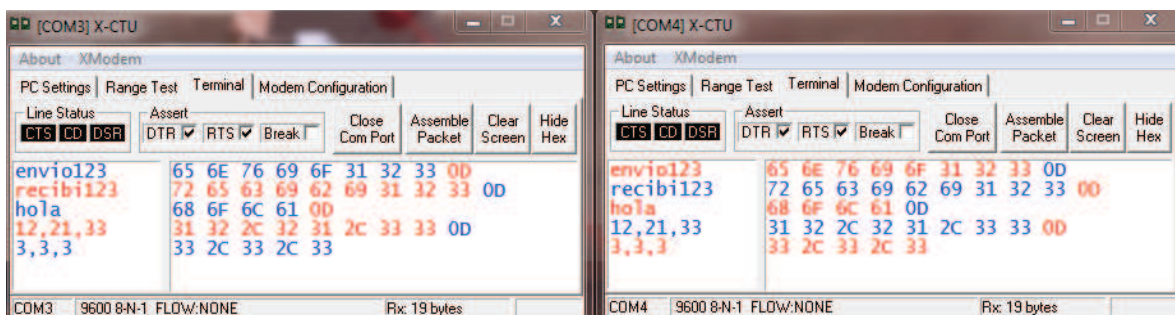 [COM3] X-CTU
About XModem
PC Settings Range Test Terminal Modem Configuration
Line Status
CTS CD DSR
Assert
DTR RTS Break
Close Com Port
Assemble Packet
Clear Screen
Hide Hex
envio123 65 6E 76 69 6F 31 32 33 0D
recibi123 72 65 63 69 62 69 31 32 33 0D
hola 68 6F 6C 61 0D
12,21,33 31 32 2C 32 31 2C 33 33 0D
3,3,3 33 2C 33 2C 33
COM3 9600 8-N-1 FLOW:NONE Rx: 19 bytes
[COM4] X-CTU
About XModem
PC Settings Range Test Terminal Modem Configuration
Line Status
CTS CD DSR
Assert
DTR RTS Break
Close Com Port
Assemble Packet
Clear Screen
Hide Hex
envio123 65 6E 76 69 6F 31 32 33 0D
recibi123 72 65 63 69 62 69 31 32 33 0D
hola 68 6F 6C 61 0D
12,21,33 31 32 2C 32 31 2C 33 33 0D
3,3,3 33 2C 33 2C 33
COM4 9600 8-N-1 FLOW:NONE Rx: 19 bytes